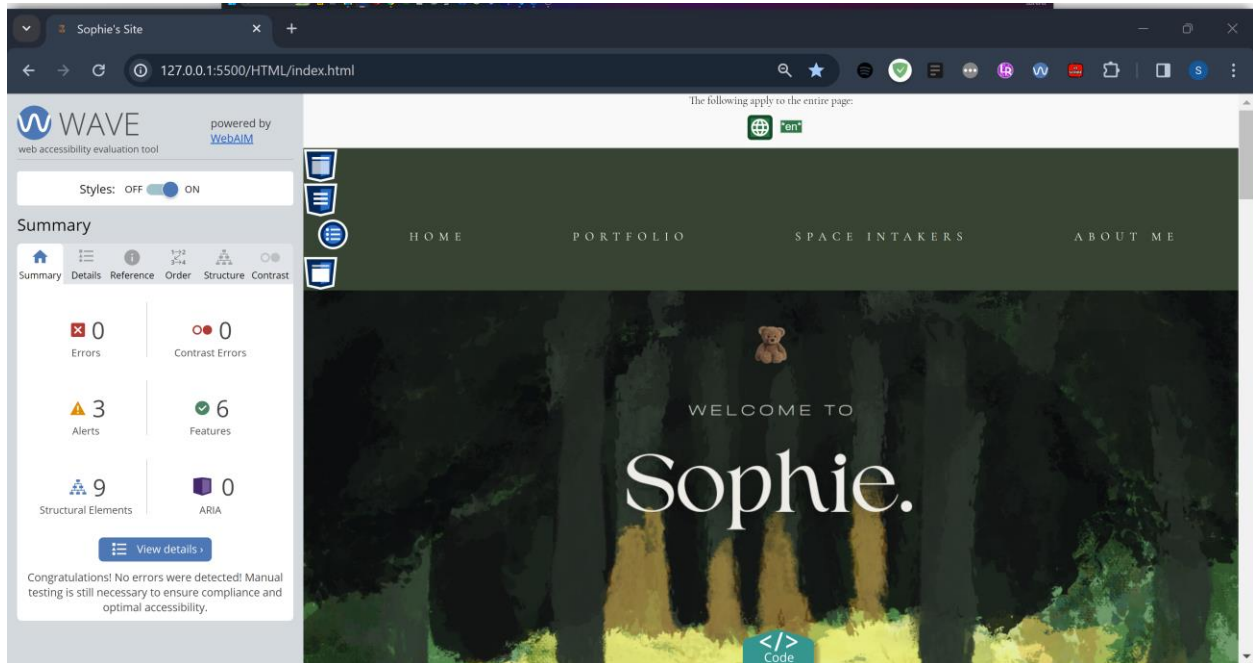 Sophie's Site
127.0.0.1:5500/HTML/index.html
WAVE
web accessibility evaluation tool
powered by
WebAIM
Styles: OFF ON
Summary
Summary Details Reference Order Structure Contrast
0
Errors
0
Contrast Errors
3
Alerts
6
Features
9
Structural Elements
0
ARIA
View details ›
Congratulations! No errors were detected! Manual
testing is still necessary to ensure compliance and
optimal accessibility.
The following apply to the entire page:
"en"
HOME PORTFOLIO SPACE INTAKERS ABOUT ME
WELCOME TO
Sophie.
</>
Code